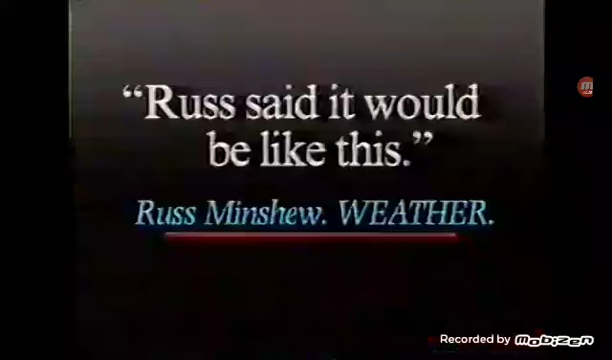 “Russ said it would
be like this.”
Russ Minshew. WEATHER.
Recorded by mobizen